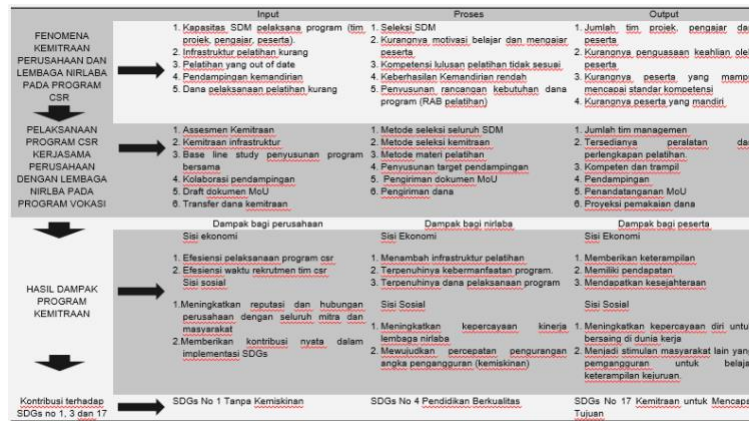 Input Proses Output
FENOMENA
KEMITRAAN
PERUSAHAAN DAN
LEMBAGA NIRLABA
PADA PROGRAM
CSR
1. Kapasitas SDM pelaksana program (tim
projek, pengajar, peserta).
2. Infrastruktur pelatihan kurang
3. Pelatihan yang out of date
4. Pendampingan kemandirian
5. Dana pelaksanaan pelatihan kurang
1. Seleksi SDM
2. Kurangnya motivasi belajar dan mengajar
peserta
3. Kompetensi lulusan pelatihan tidak sesuai
4. Keberhasilan Kemandirian rendah
5. Penyusunan rancangan kebutuhan dana
program (RAB pelatihan)
1. Jumlah tim projek, pengajar dan
peserta
2. Kurangnya penguasaan keahlian oleh
peserta
3. Kurangnya peserta yang mampu
mencapai standar kompetensi
4. Kurangnya peserta yang mandiri
PELAKSANAAN
PROGRAM CSR
KERJASAMA
PERUSAHAAN
DENGAN LEMBAGA
NIRLBA PADA
PROGRAM VOKASI
1. Assesmen Kemitraan
2. Kemitraan infrastruktur
3. Base line study penyusunan program
bersama
4. Kolaborasi pendampingan
5. Draft dokumen MoU
6. Transfer dana kemitraan
1. Metode seleksi seluruh SDM
2. Metode seleksi kemitraan
3. Metode materi pelatihan
4. Penyusunan target pendampingan
5. Pengiriman dokumen MoU
6. Pengiriman dana
1. Jumlah tim managemen
2. Tersedianya peralatan dan
perlengkapan pelatihan.
3. Kompeten dan trampil
4. Pendampingan
5. Penandatanganan MoU
6. Proyeksi pemakaian dana
HASIL DAMPAK
PROGRAM
KEMITRAAN
Dampak bagi perusahaan
Sisi ekonomi
1. Efesiensi pelaksanaan program csr
2. Efesiensi waktu rekrutmen tim csr
Sisi sosial
1.Meningkatkan reputasi dan hubungan
perusahaan dengan seluruh mitra dan
masyarakat
2.Memberikan kontribusi nyata dalam
implementasi SDGs
Dampak bagi nirlaba
Sisi Ekonomi
1. Menambah infrastruktur pelatihan
2. Terpenuhinya kebermanfaatan program.
3. Terpenuhinya dana pelaksanaan program
Sisi Sosial
1. Meningkatkan kepercayaan kinerja
lembaga nirlaba
2. Mewujudkan percepatan pengurangan
angka pengangguran (kemiskinan)
Dampak bagi peserta
Sisi Ekonomi
1. Memberikan keterampilan
2. Memiliki pendapatan
3. Mendapatkan kesejahteraan
Sisi Sosial
1. Meningkatkan kepercayaan diri untuk
bersaing di dunia kerja
2. Menjadi stimulan masyarakat lain yang
pengangguran untuk belajar
keterampilan kejuruan.
Kontribusi terhadap
SDGs no 1, 3 dan 17
SDGs No 1 Tanpa Kemiskinan
SDGs No 4 Pendidikan Berkualitas
SDGs No 17 Kemitraan untuk Mencapai
Tujuan